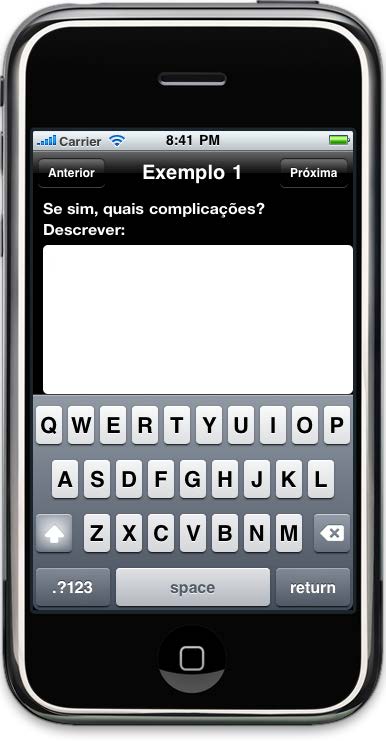 Carrier 8:41 PM
Anterior Exemplo 1 Próxima
Se sim, quais complicações?
Descrever:
Q W E R T Y U I O P
A S D F G H J K L
Z X C V B N M
.?123 space return